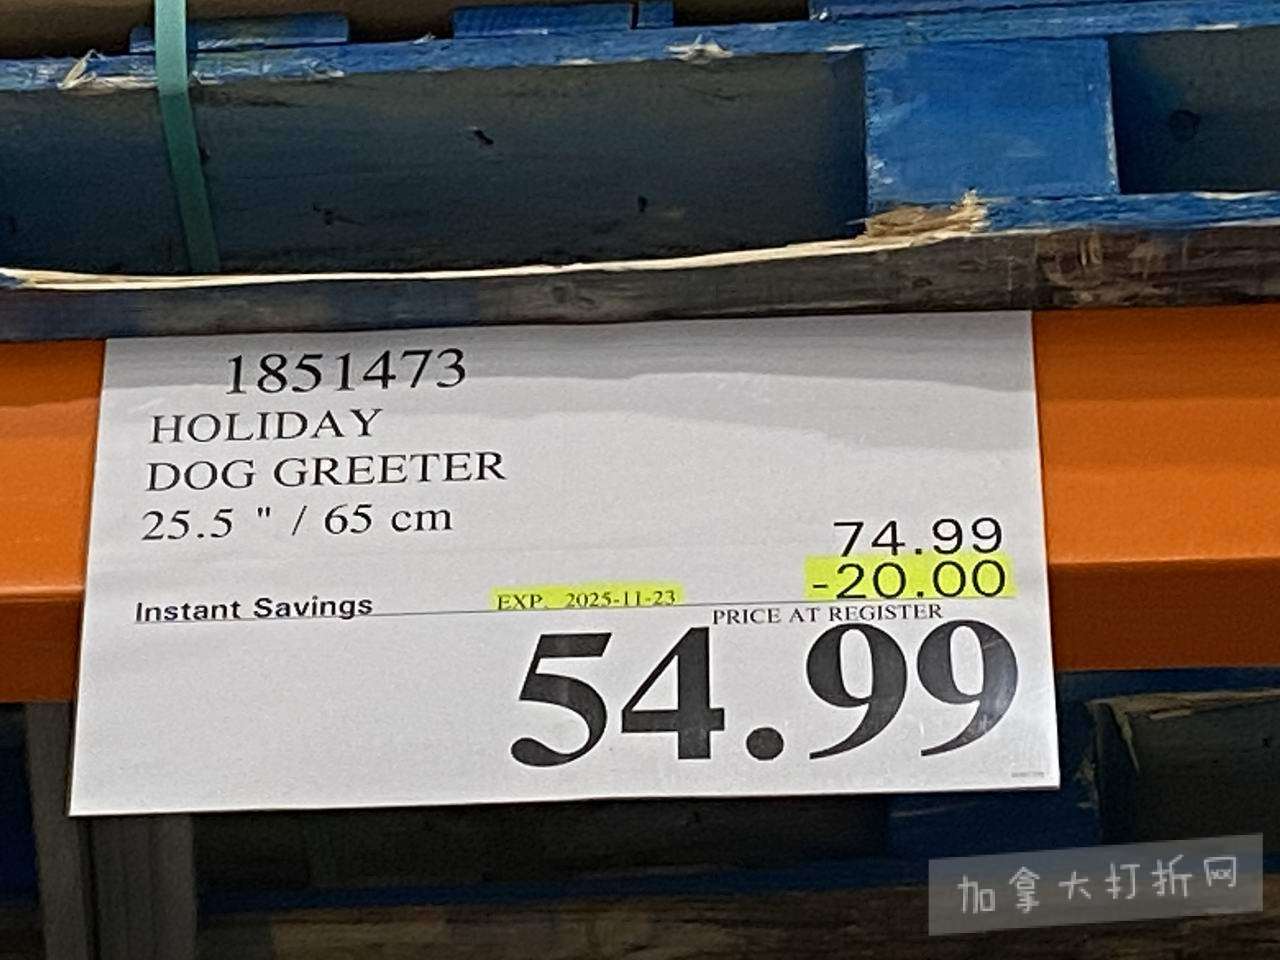 1851473
HOLIDAY
DOG GREETER
25.5 " / 65 cm
74.99
-20.00
Instant Savings EXP. 2025-11-23
PRICE AT REGISTER
54.99
加拿大打折网